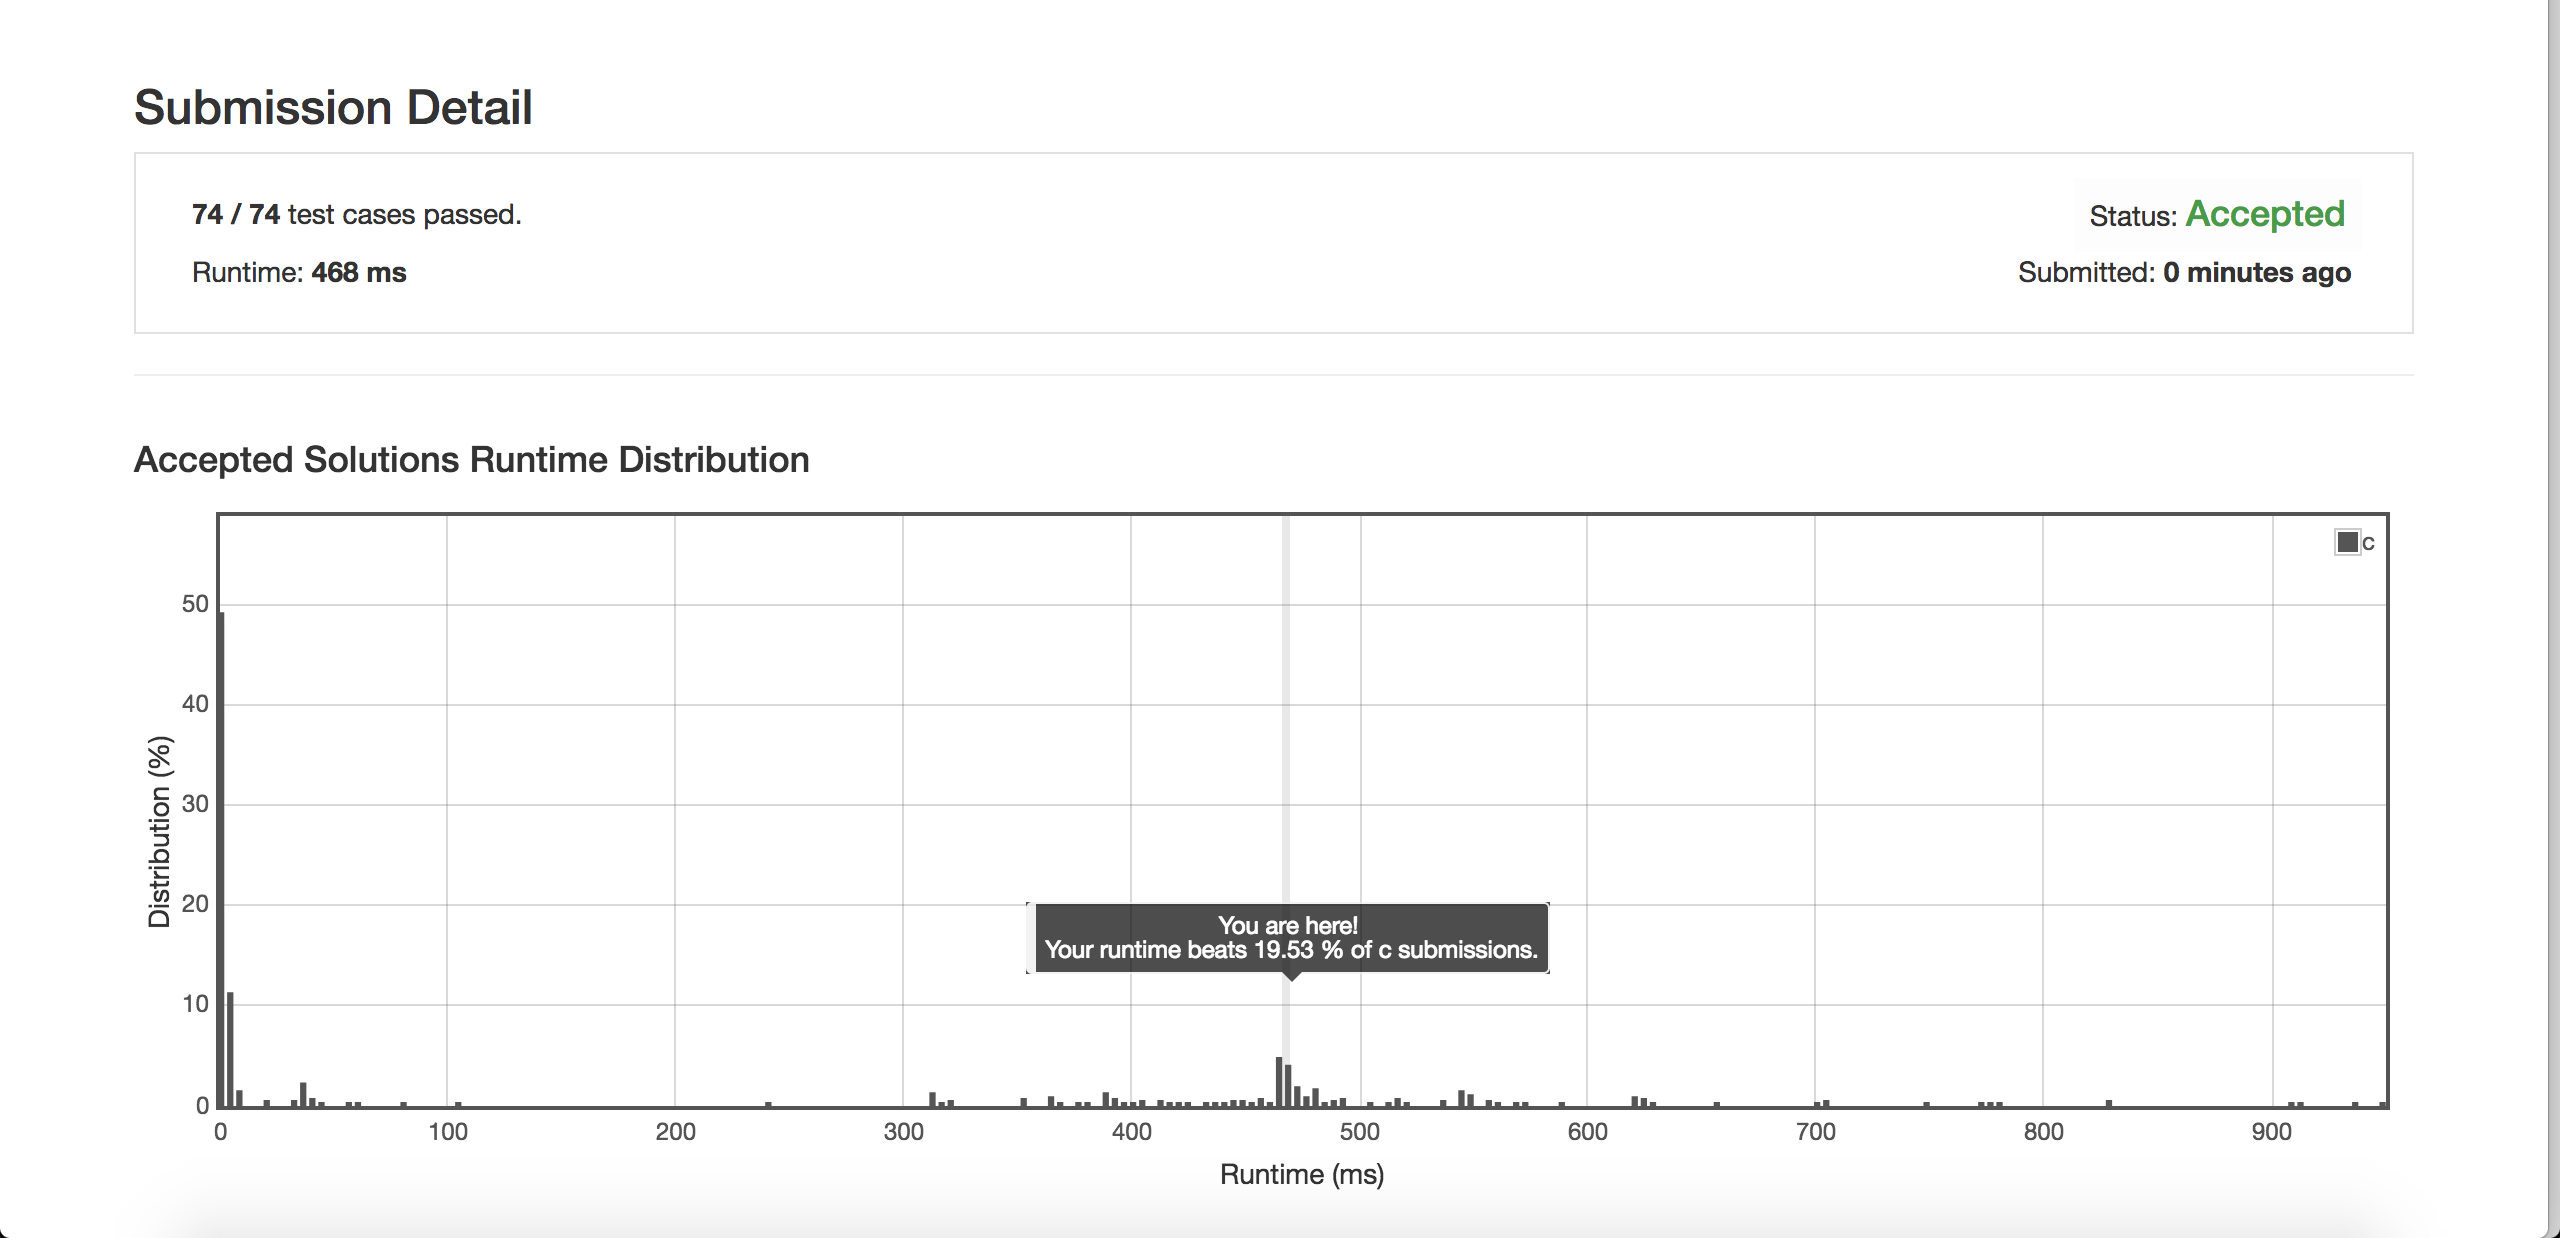 Submission Detail
74 / 74 test cases passed.
Status: Accepted
Runtime: 468 ms
Submitted: 0 minutes ago
Accepted Solutions Runtime Distribution
c
50
40
30
20
10
0
Distribution (%)
You are here!
Your runtime beats 19.53 % of c submissions.
0 100 200 300 400 500 600 700 800 900
Runtime (ms)